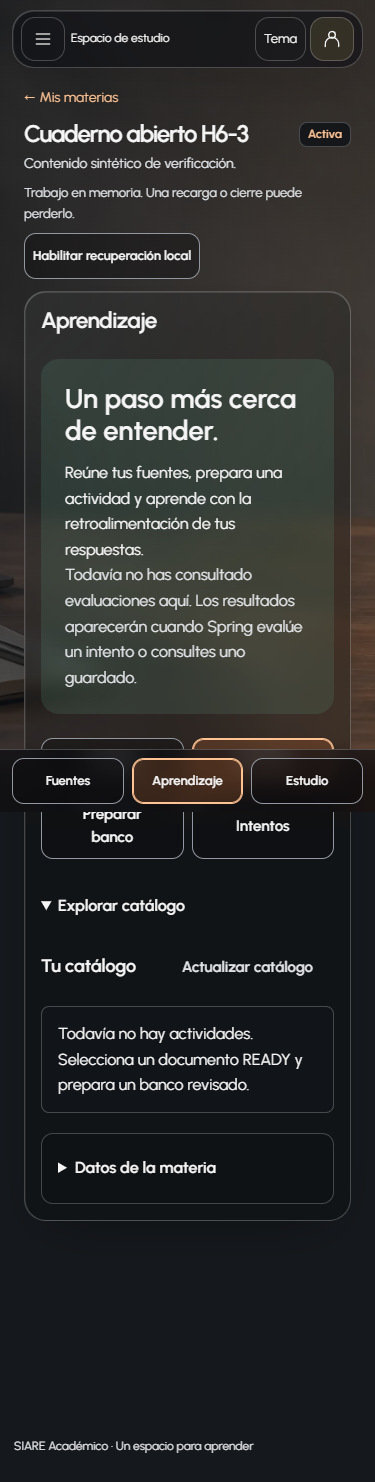 Espacio de estudio
Tema
← Mis materias
Cuaderno abierto H6-3
Activa
Contenido sintético de verificación.
Trabajo en memoria. Una recarga o cierre puede
perderlo.
Habilitar recuperación local
Aprendizaje
Un paso más cerca
de entender.
Reúne tus fuentes, prepara una
actividad y aprende con la
retroalimentación de tus
respuestas.
Todavía no has consultado
evaluaciones aquí. Los resultados
aparecerán cuando Spring evalúe
un intento o consultes uno
guardado.
Fuentes
Aprendizaje
Estudio
Preparar
banco
Intentos
▼ Explorar catálogo
Tu catálogo
Actualizar catálogo
Todavía no hay actividades.
Selecciona un documento READY y
prepara un banco revisado.
▶ Datos de la materia
SIARE Académico · Un espacio para aprender